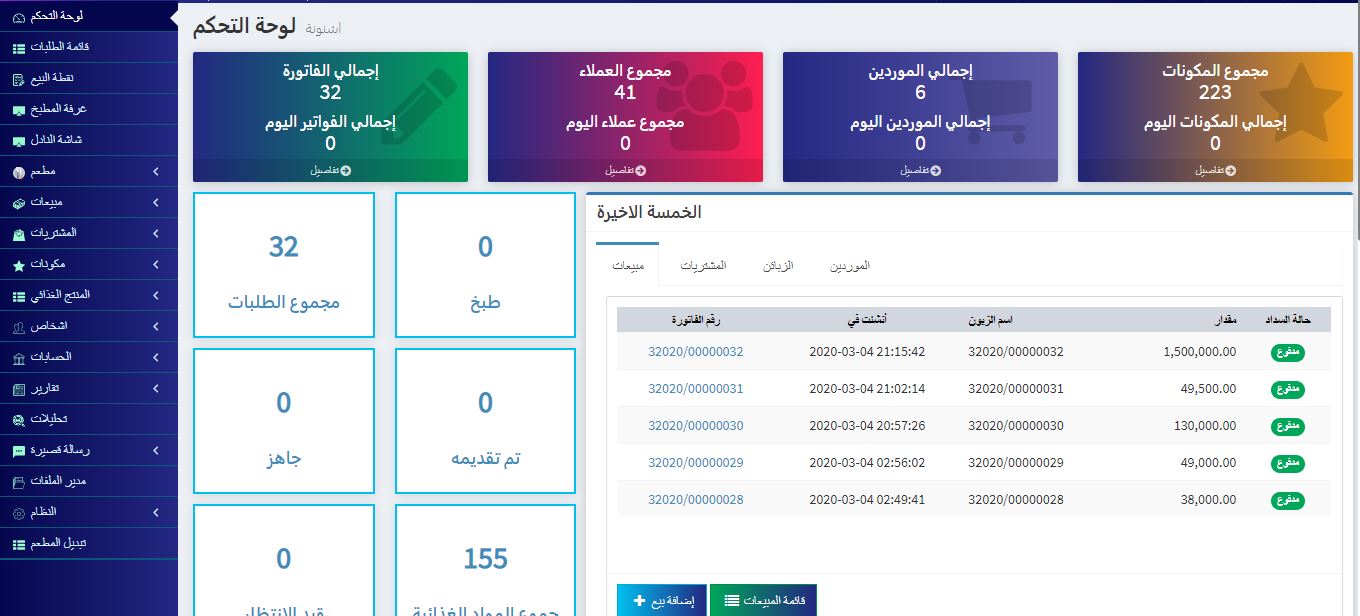 لوحة التحكم
قائمة الطلبات
نقطة البيع
غرفة المطبخ
شاشة النادل
مطعم
مبيعات
المشتريات
مكونات
المنتج الغذائي
اشخاص
الحسابات
تقارير
تحليلات
رسالة قصيرة
مدير الملفات
النظام
تبديل المطعم
لوحة التحكم اشنونة
إجمالي الفاتورة
32
إجمالي الفواتير اليوم
0
تفاصيل
مجموع العملاء
41
مجموع عملاء اليوم
0
تفاصيل
إجمالي الموردين
6
إجمالي الموردين اليوم
0
تفاصيل
مجموع المكونات
223
إجمالي المكونات اليوم
0
تفاصيل
32
مجموع الطلبات
0
طبخ
0
جاهز
0
تم تقديمه
0
قيد الانتظار
155
مجموع المواد الغذائية
الخمسة الاخيرة
مبيعات المشتريات الزبائن الموردين
رقم الفاتورة أنشئت في اسم الزبون مقدار حالة السداد
32020/00000032 2020-03-04 21:15:42 32020/00000032 1,500,000.00 مدفوع
32020/00000031 2020-03-04 21:02:14 32020/00000031 49,500.00 مدفوع
32020/00000030 2020-03-04 20:57:26 32020/00000030 130,000.00 مدفوع
32020/00000029 2020-03-04 02:56:02 32020/00000029 49,000.00 مدفوع
32020/00000028 2020-03-04 02:49:41 32020/00000028 38,000.00 مدفوع
إضافة بيع قائمة المبيعات